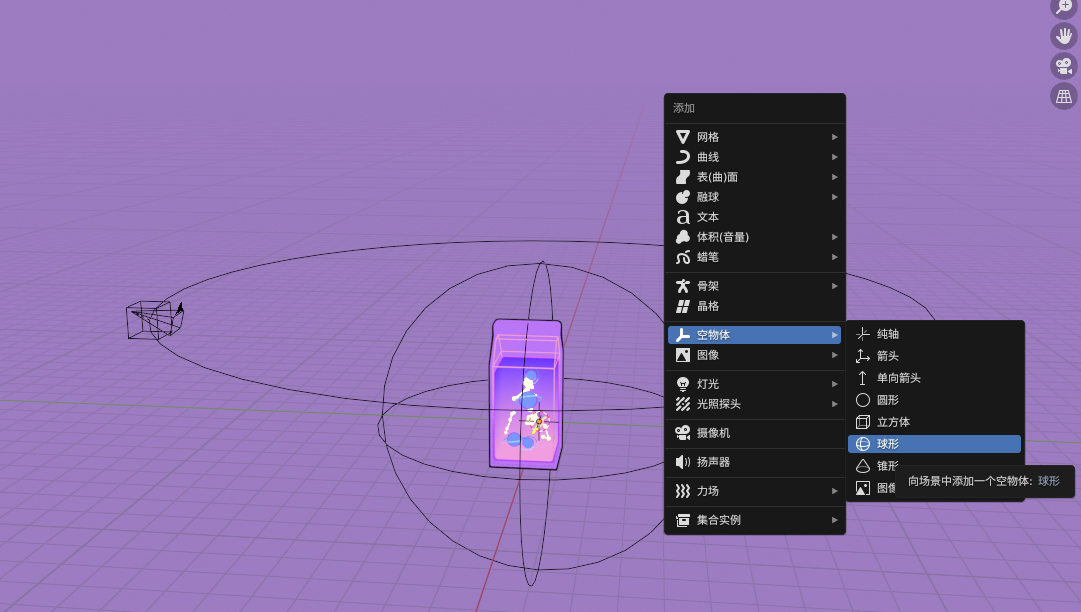 添加
网格
曲线
表(曲)面
融球
文本
体积(音量)
蜡笔
骨架
晶格
空物体
图像
灯光
光照探头
摄像机
扬声器
力场
集合实例
纯轴
箭头
单向箭头
圆形
立方体
球形
锥形
图像
向场景中添加一个空物体: 球形